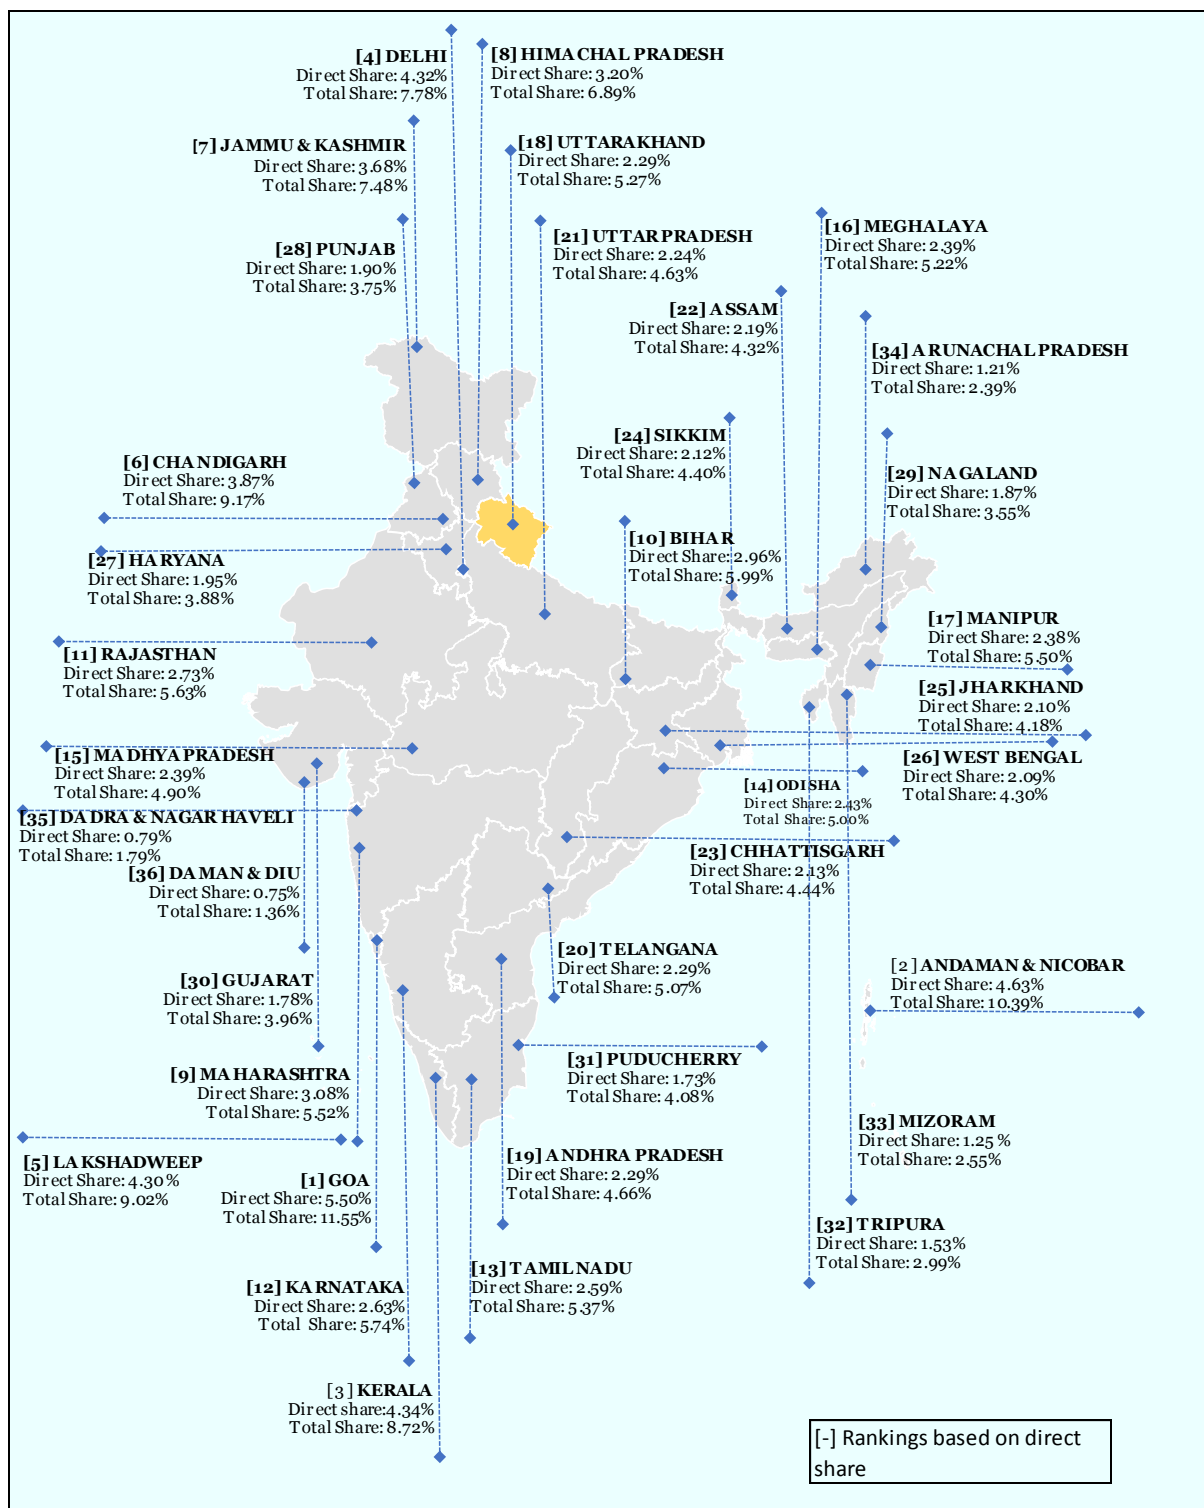 [4] DELHI
Direct Share: 4.32%
Total Share: 7.78%
[8] HIMACHAL PRADESH
Direct Share: 3.20%
Total Share: 6.89%
[7] JAMMU & KASHMIR
Direct Share: 3.68%
Total Share: 7.48%
[18] UTTARAKHAND
Direct Share: 2.29%
Total Share: 5.27%
[28] PUNJAB
Direct Share: 1.90%
Total Share: 3.75%
[21] UTTAR PRADESH
Direct Share: 2.24%
Total Share: 4.63%
[16] MEGHALAYA
Direct Share: 2.39%
Total Share: 5.22%
[22] ASSAM
Direct Share: 2.19%
Total Share: 4.32%
[34] ARUNACHAL PRADESH
Direct Share: 1.21%
Total Share: 2.39%
[24] SIKKIM
Direct Share: 2.12%
Total Share: 4.40%
[6] CHANDIGARH
Direct Share: 3.87%
Total Share: 9.17%
[29] NAGALAND
Direct Share: 1.87%
Total Share: 3.55%
[10] BIHAR
Direct Share: 2.96%
Total Share: 5.99%
[27] HARYANA
Direct Share: 1.95%
Total Share: 3.88%
[17] MANIPUR
Direct Share: 2.38%
Total Share: 5.50%
[11] RAJASTHAN
Direct Share: 2.73%
Total Share: 5.63%
[25] JHARKHAND
Direct Share: 2.10%
Total Share: 4.18%
[15] MADHYA PRADESH
Direct Share: 2.39%
Total Share: 4.90%
[26] WEST BENGAL
Direct Share: 2.09%
Total Share: 4.30%
[14] ODISHA
Direct Share: 2.43%
Total Share: 5.00%
[35] DADRA & NAGAR HAVELI
Direct Share: 0.79%
Total Share: 1.79%
[23] CHHATTISGARH
Direct Share: 2.13%
Total Share: 4.44%
[36] DAMAN & DIU
Direct Share: 0.75%
Total Share: 1.36%
[20] TELANGANA
Direct Share: 2.29%
Total Share: 5.07%
[2] ANDAMAN & NICOBAR
Direct Share: 4.63%
Total Share: 10.39%
[30] GUJARAT
Direct Share: 1.78%
Total Share: 3.96%
[31] PUDUCHERRY
Direct Share: 1.73%
Total Share: 4.08%
[9] MAHARASHTRA
Direct Share: 3.08%
Total Share: 5.52%
[33] MIZORAM
Direct Share: 1.25 %
Total Share: 2.55%
[5] LAKSHADWEEP
Direct Share: 4.30%
Total Share: 9.02%
[1] GOA
Direct Share: 5.50%
Total Share: 11.55%
[19] ANDHRA PRADESH
Direct Share: 2.29%
Total Share: 4.66%
[32] TRIPURA
Direct Share: 1.53%
Total Share: 2.99%
[12] KARNATAKA
Direct Share: 2.63%
Total Share: 5.74%
[13] TAMIL NADU
Direct Share: 2.59%
Total Share: 5.37%
[3] KERALA
Direct share:4.34%
Total Share: 8.72%
[-] Rankings based on direct
share